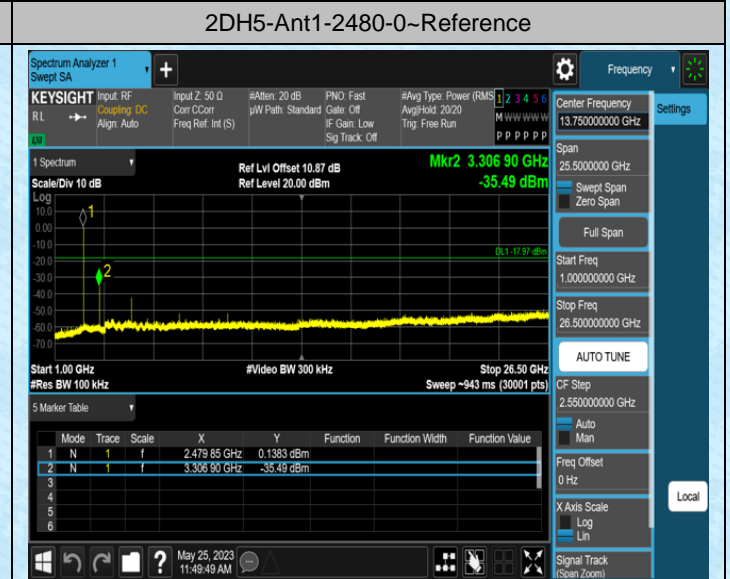 2DH5-Ant1-2480-0~Reference
Spectrum Analyzer 1
Swept SA
+
Frequency
KEYSIGHT
RL
Input: RF
Coupling: DC
Align: Auto
Input Z: 50 Ω
Corr CCorr
Freq Ref: Int (S)
#Atten: 20 dB
µW Path: Standard
PNO: Fast
Gate: Off
IF Gain: Low
Sig Track: Off
#Avg Type: Power (RMS
Avg|Hold: 20/20
Trig: Free Run
1 2 3 4 5 6
M W W W W W
P P P P P P
1 Spectrum
Scale/Div 10 dB
Ref Lvl Offset 10.87 dB
Ref Level 20.00 dBm
Mkr2 3.306 90 GHz
-35.49 dBm
Log
10.0
0.00
-10.0
-20.0
-30.0
-40.0
-50.0
-60.0
-70.0
1
2
DL1 -17.97 dBm
Start 1.00 GHz
#Res BW 100 kHz
#Video BW 300 kHz
Stop 26.50 GHz
Sweep ~943 ms (30001 pts)
5 Marker Table
Mode Trace Scale X Y Function Function Width Function Value
1 N 1 f 2.479 85 GHz 0.1383 dBm
2 N 1 f 3.306 90 GHz -35.49 dBm
3
4
5
6
Center Frequency
13.750000000 GHz
Settings
Span
25.5000000 GHz
Swept Span
Zero Span
Full Span
Start Freq
1.000000000 GHz
Stop Freq
26.500000000 GHz
AUTO TUNE
CF Step
2.550000000 GHz
Auto
Man
Freq Offset
0 Hz
X Axis Scale
Log
Lin
Signal Track
(Span Zoom)
Local
?
May 25, 2023
11:49:49 AM